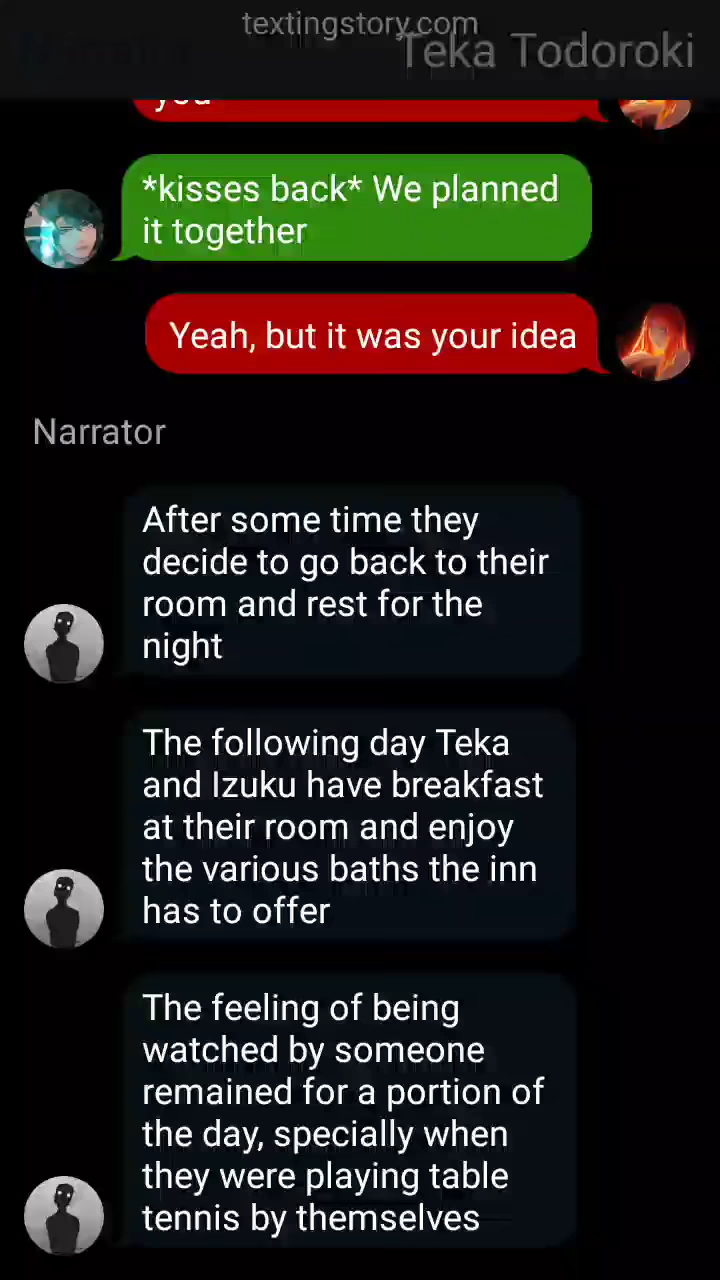 textingstory.com
Narrator
Teka Todoroki
you
*kisses back* We planned
it together
Yeah, but it was your idea
Narrator
After some time they
decide to go back to their
room and rest for the
night
The following day Teka
and Izuku have breakfast
at their room and enjoy
the various baths the inn
has to offer
The feeling of being
watched by someone
remained for a portion of
the day, specially when
they were playing table
tennis by themselves